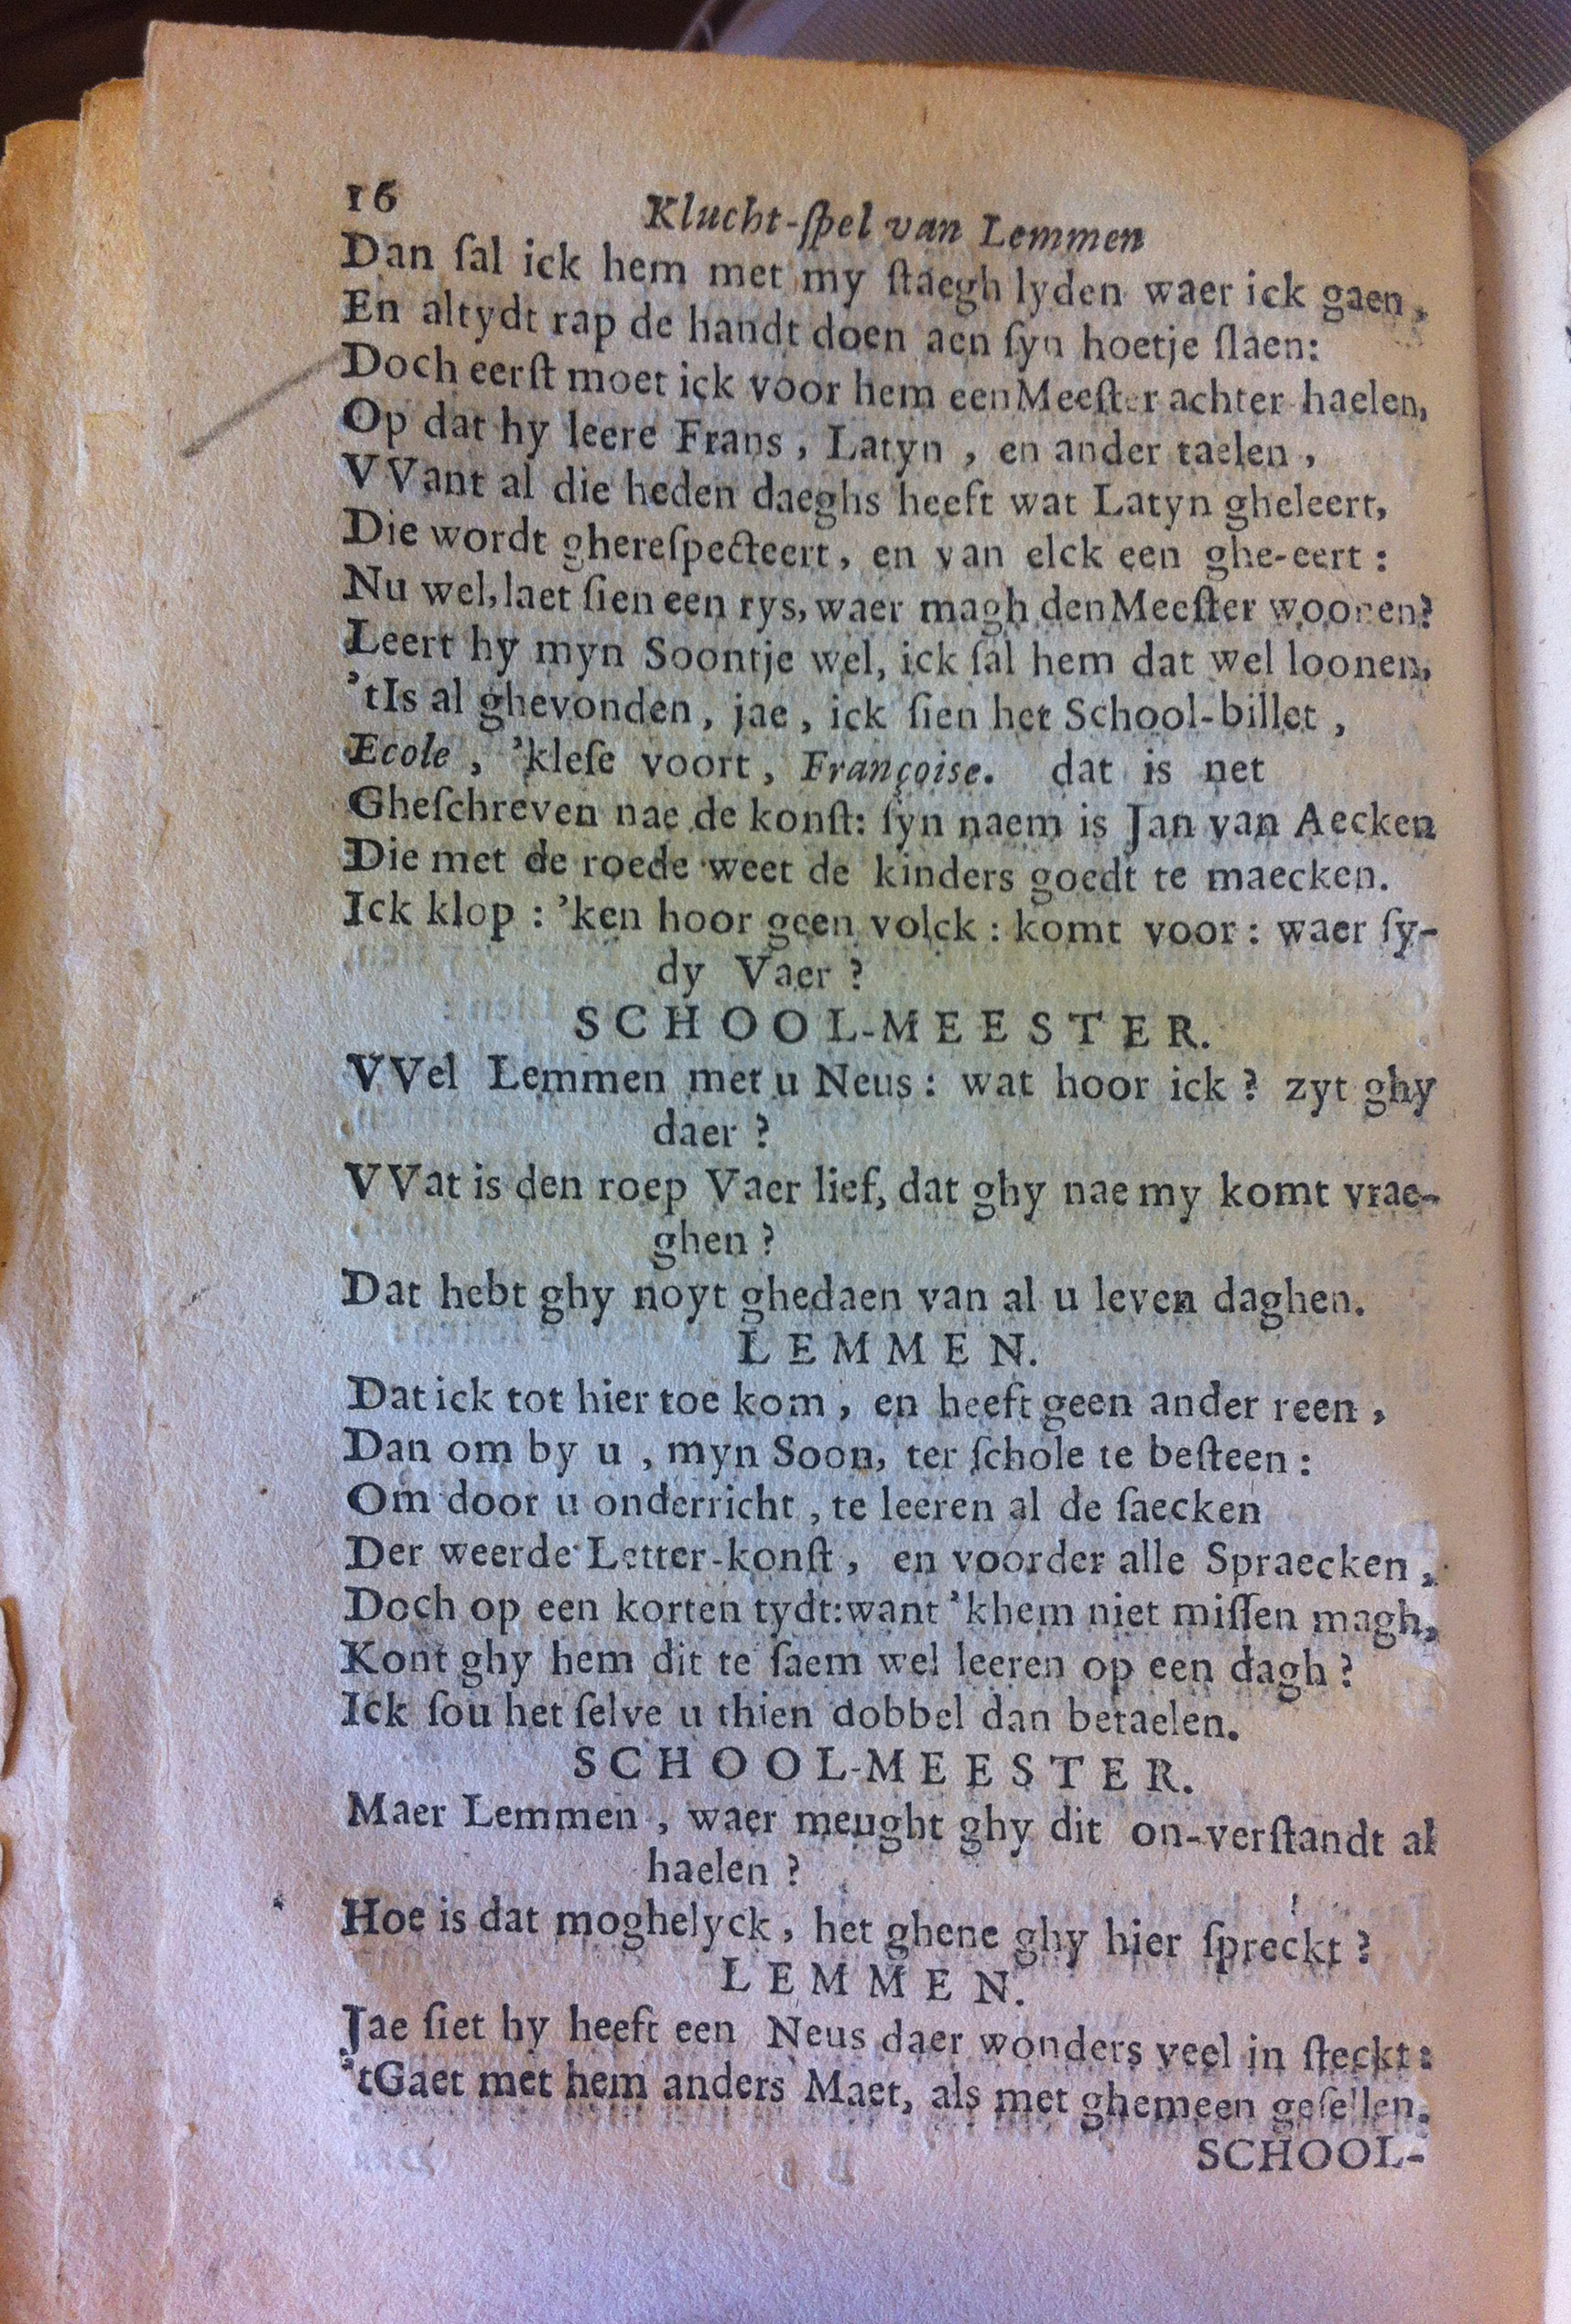 16
Klucht-ſpel van Lemmen
Dan ſal ick hem met my ſtaegh lyden waer ick gaen,
En altydt rap de handt doen aen ſyn hoetje ſlaen:
Doch eerſt moet ick voor hem een Meeſter achter haelen,
Op dat hy leere Frans, Latyn, en ander taelen,
VVant al die heden daeghs heeft wat Latyn gheleert,
Die wordt ghereſpecteert, en van elck een ghe-eert:
Nu wel, laet ſien een rys, waer magh den Meeſter woonen?
Leert hy myn Soontje wel, ick ſal hem dat wel loonen,
'tIs al ghevonden, jae, ick ſien het School-billet,
Ecole, 'kleſe voort, Françoise. dat is net
Gheſchreven nae de konſt: ſyn naem is Jan van Aecken
Die met de roede weet de kinders goedt te maecken.
Ick klop: 'ken hoor geen volck: komt voor: waer ſy-
dy Vaer?
SCHOOL-MEESTER.
VVel Lemmen met u Neus: wat hoor ick? zyt ghy
daer?
VVat is den roep Vaer lief, dat ghy nae my komt vrae-
ghen?
Dat hebt ghy noyt ghedaen van al u leven daghen.
LEMMEN.
Dat ick tot hier toe kom, en heeft geen ander reen,
Dan om by u, myn Soon, ter ſchole te beſteen:
Om door u onderricht, te leeren al de ſaecken
Der weerde Letter-konſt, en voorder alle Spraecken,
Doch op een korten tydt: want 'khem niet miſſen magh,
Kont ghy hem dit te ſaem wel leeren op een dagh?
Ick ſou het ſelve u thien dobbel dan betaelen.
SCHOOL-MEESTER.
Maer Lemmen, waer meught ghy dit on-verſtandt al
haelen?
Hoe is dat moghelyck, het ghene ghy hier ſpreckt?
LEMMEN.
Jae ſiet hy heeft een Neus daer wonders veel in ſteckt:
'tGaet met hem anders Maet, als met ghemeen geſellen.
SCHOOL-